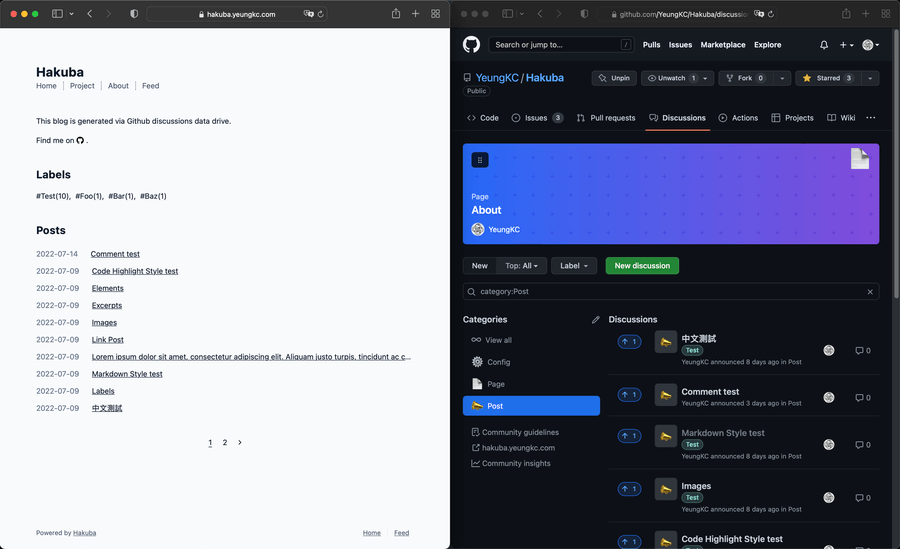 hakuba.yeungkc.com
Hakuba
Home
Project
About
Feed
This blog is generated via Github discussions data drive.
Find me on .
Labels
#Test(10), #Foo(1), #Bar(1), #Baz(1)
Posts
2022-07-14 Comment test
2022-07-09 Code Highlight Style test
2022-07-09 Elements
2022-07-09 Excerpts
2022-07-09 Images
2022-07-09 Link Post
2022-07-09 Lorem ipsum dolor sit amet, consectetur adipiscing elit. Aliquam justo turpis, tincidunt ac c...
2022-07-09 Markdown Style test
2022-07-09 Labels
2022-07-09 中文測試
1 2 >
Powered by Hakuba
Home
Feed
github.com/YeungKC/Hakuba/discussion
Search or jump to...
/
Pulls
Issues
Marketplace
Explore
YeungKC / Hakuba
Public
Unpin
Unwatch 1
Fork 0
Starred 3
Code
Issues 3
Pull requests
Discussions
Actions
Projects
Wiki
Page
About
YeungKC
New
Top: All
Label
New discussion
category:Post
Categories
View all
Config
Page
Post
Community guidelines
hakuba.yeungkc.com
Community insights
Discussions
1
中文測試
Test
YeungKC announced 3 days ago in Post
0
1
Comment test
YeungKC announced 3 days ago in Post
0
1
Markdown Style test
Test
YeungKC announced 8 days ago in Post
0
1
Images
Test
YeungKC announced 8 days ago in Post
0
1
Code Highlight Style test
Test